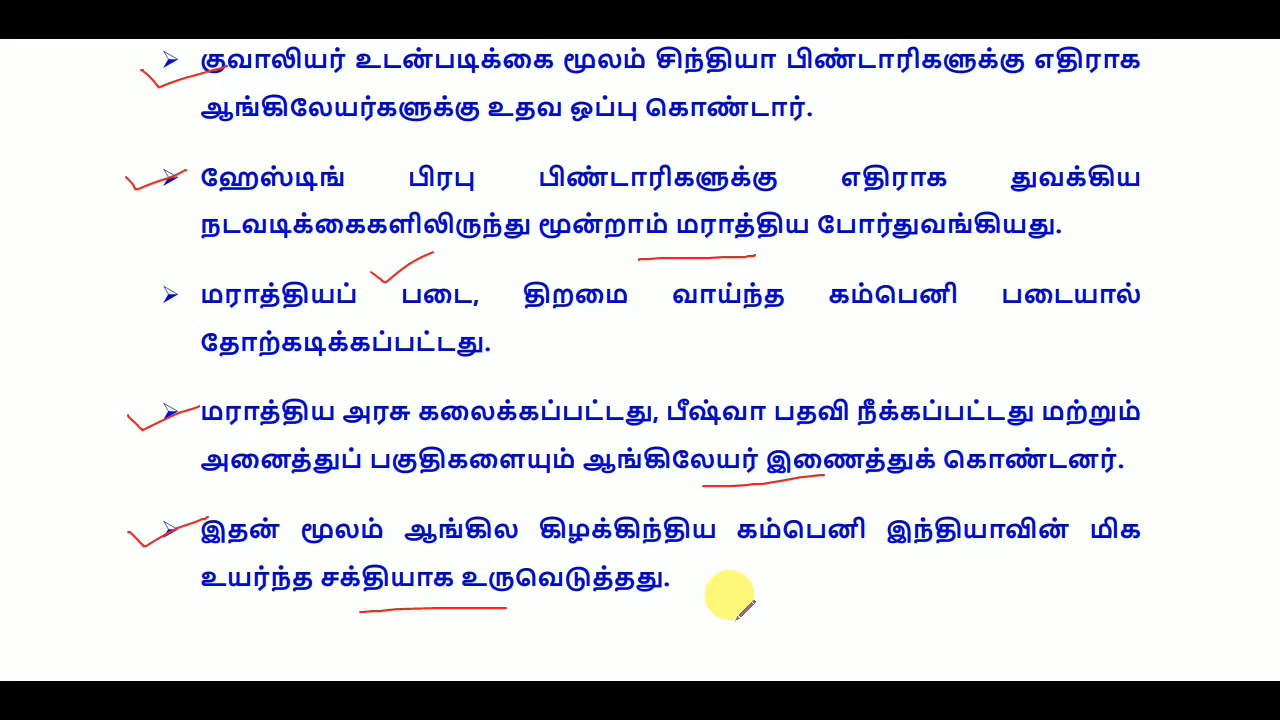 குவாலியர் உடன்படிக்கை மூலம் சிந்தியா பிண்டாரிகளுக்கு எதிராக
ஆங்கிலேயர்களுக்கு உதவ ஒப்பு கொண்டார்.
ஹேஸ்டிங் பிரபு பிண்டாரிகளுக்கு எதிராக துவக்கிய
நடவடிக்கைகளிலிருந்து மூன்றாம் மராத்திய போர்துவங்கியது.
மராத்தியப் படை, திறமை வாய்ந்த கம்பெனி படையால்
தோற்கடிக்கப்பட்டது.
மராத்திய அரசு கலைக்கப்பட்டது, பீஷ்வா பதவி நீக்கப்பட்டது மற்றும்
அனைத்துப் பகுதிகளையும் ஆங்கிலேயர் இணைத்துக் கொண்டனர்.
இதன் மூலம் ஆங்கில கிழக்கிந்திய கம்பெனி இந்தியாவின் மிக
உயர்ந்த சக்தியாக உருவெடுத்தது.